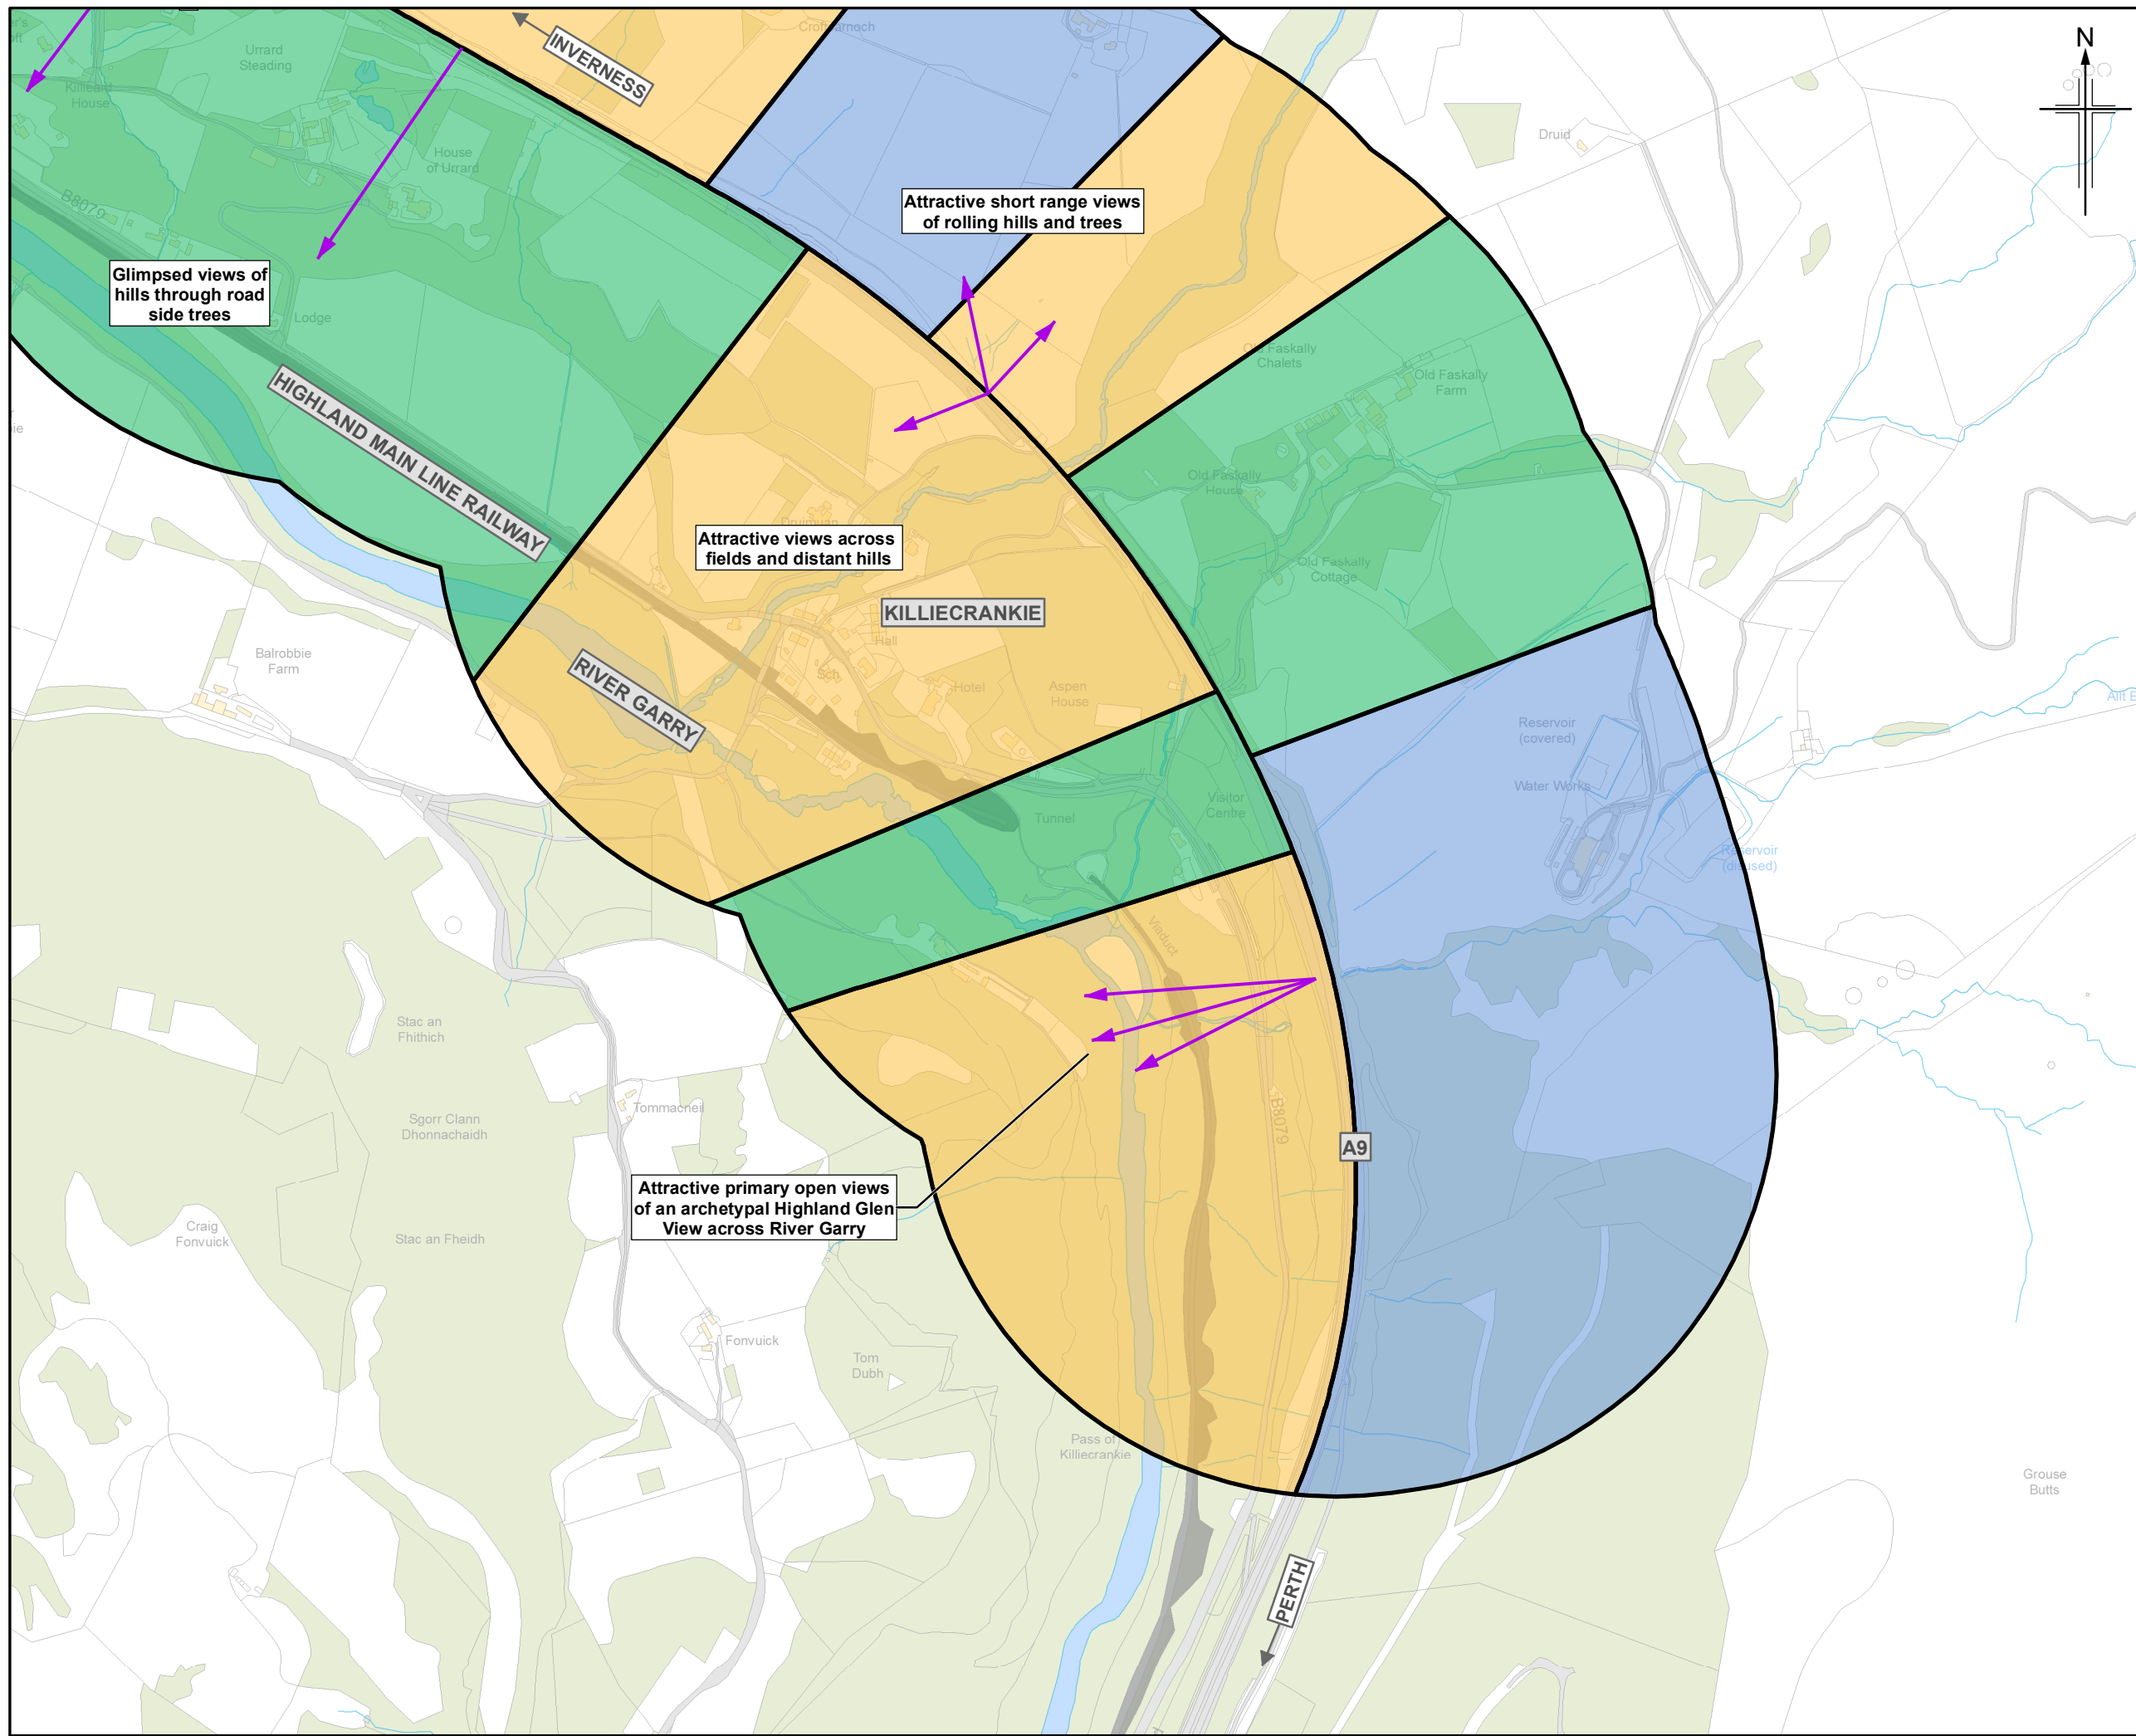 INVERNESS
N
Urrard
Steading
Killiecrankie
House
House
of Urrard
Druid
B8079
Attractive short range views
of rolling hills and trees
Glimpsed views of
hills through road
side trees
Lodge
Old Faskally
Chalets
Old Faskally
Farm
HIGHLAND MAIN LINE RAILWAY
Old Faskally
House
Attractive views across
fields and distant hills
Old Faskally
Cottage
KILLIECRANKIE
Hall
Balrobbie
Farm
RIVER GARRY
Sch
Hotel
Aspen
House
Reservoir
(covered)
Water Works
Visitor
Centre
Tunnel
Reservoir
(disused)
Viaduct
Stac an
Fhithich
Tommacneil
Sgorr Clann
Dhonnachaidh
B8079
A9
Attractive primary open views
of an archetypal Highland Glen
View across River Garry
Craig
Fonvuick
Stac an Fheidh
Fonvuick
Tom
Dubh
Pass of
Killiecrankie
Grouse
Butts
PERTH